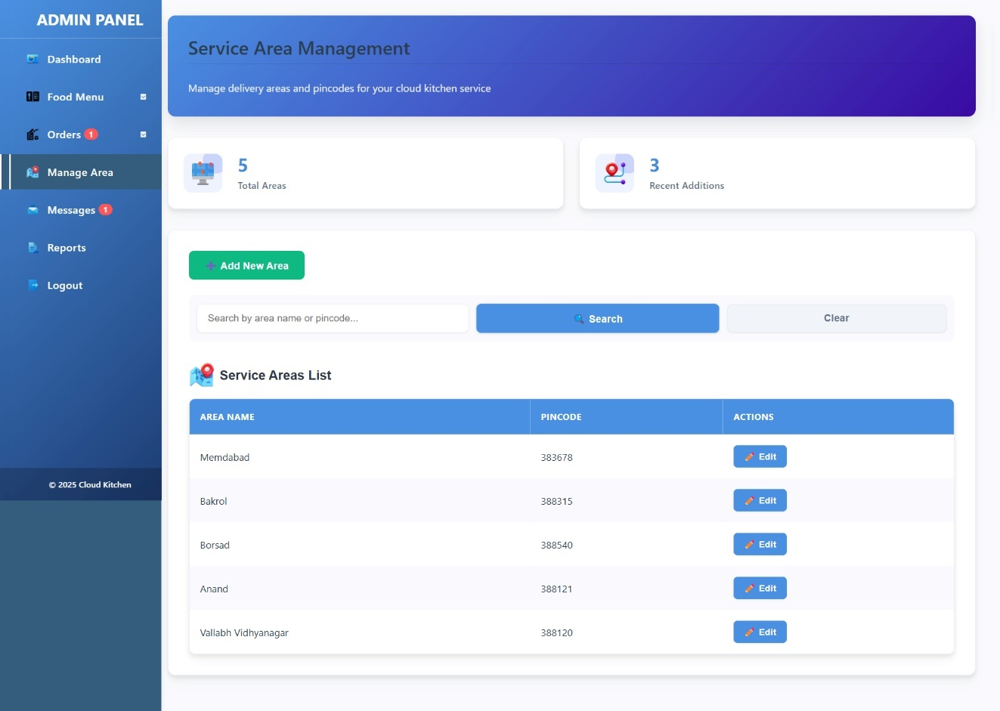 ADMIN PANEL
Dashboard
Food Menu
Orders 1
Manage Area
Messages 1
Reports
Logout
© 2025 Cloud Kitchen
Service Area Management
Manage delivery areas and pincodes for your cloud kitchen service
5
Total Areas
3
Recent Additions
Add New Area
Search by area name or pincode...
Search
Clear
Service Areas List
AREA NAME PINCODE ACTIONS
Memdabad 383678 Edit
Bakrol 388315 Edit
Borsad 388540 Edit
Anand 388121 Edit
Vallabh Vidhyanagar 388120 Edit